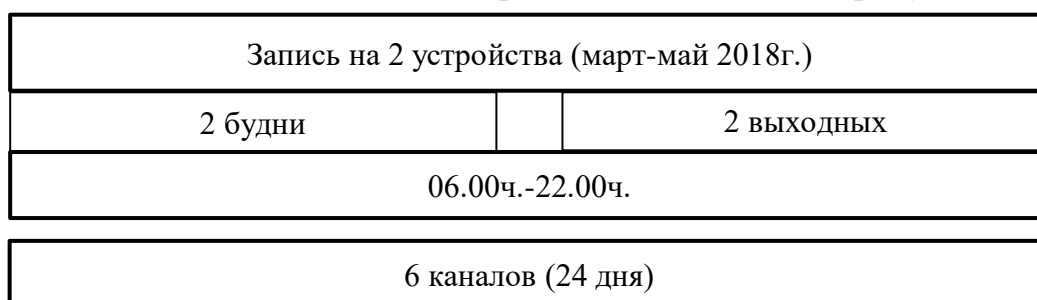 Запись на 2 устройства (март-май 2018г.)
2 будни
2 выходных
06.00ч.-22.00ч.
6 каналов (24 дня)